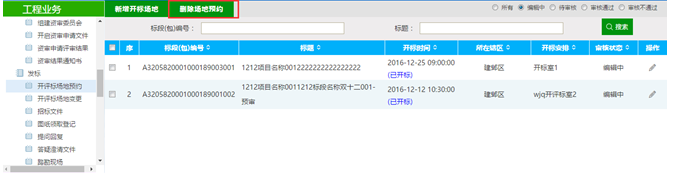 工程业务
组建资审委员会
开启资审申请文件
资审申请评审结果
资审结果通知书
发标
开评标场地预约
开评标场地变更
招标文件
图纸领取登记
提问回复
答疑澄清文件
踏勘现场
新增开标场地 删除场地预约
所有 编辑中 待审核 审核通过 审核不通过
标段(包)编号： 标题： 搜索
序 标段(包)编号 标题 开标时间 所在辖区 开标安排 审核状态 操作
1 A3205820001000189003001 1212项目名称0012222222222222222 2016-12-25 09:00:00 建邺区 开标室1 编辑中
(已开标)
2 A3205820001000189001002 1212项目名称0011212标段名称双十二001- 2016-12-12 10:30:00 建邺区 wjq开评标室2 编辑中
预审 (已开标)